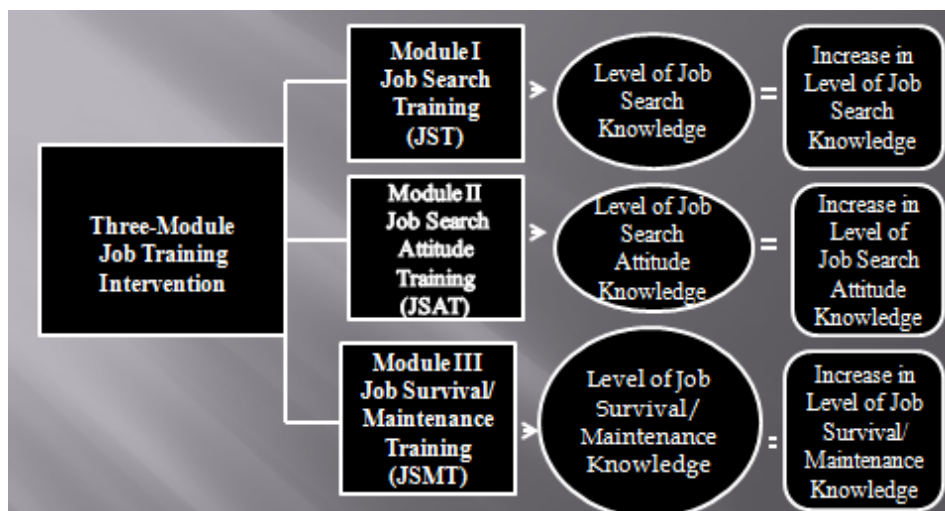 Three-Module
Job Training
Intervention
Module I
Job Search
Training
(JST)
Level of Job
Search
Knowledge
=
Increase in
Level of Job
Search
Knowledge
Module II
Job Search
Attitude
Training
(JSAT)
Level of Job
Search
Attitude
Knowledge
=
Increase in
Level of
Job Search
Attitude
Knowledge
Module III
Job Survival/
Maintenance
Training
(JSMT)
Level of Job
Survival/
Maintenance
Knowledge
=
Increase in
Level of Job
Survival/
Maintenance
Knowledge